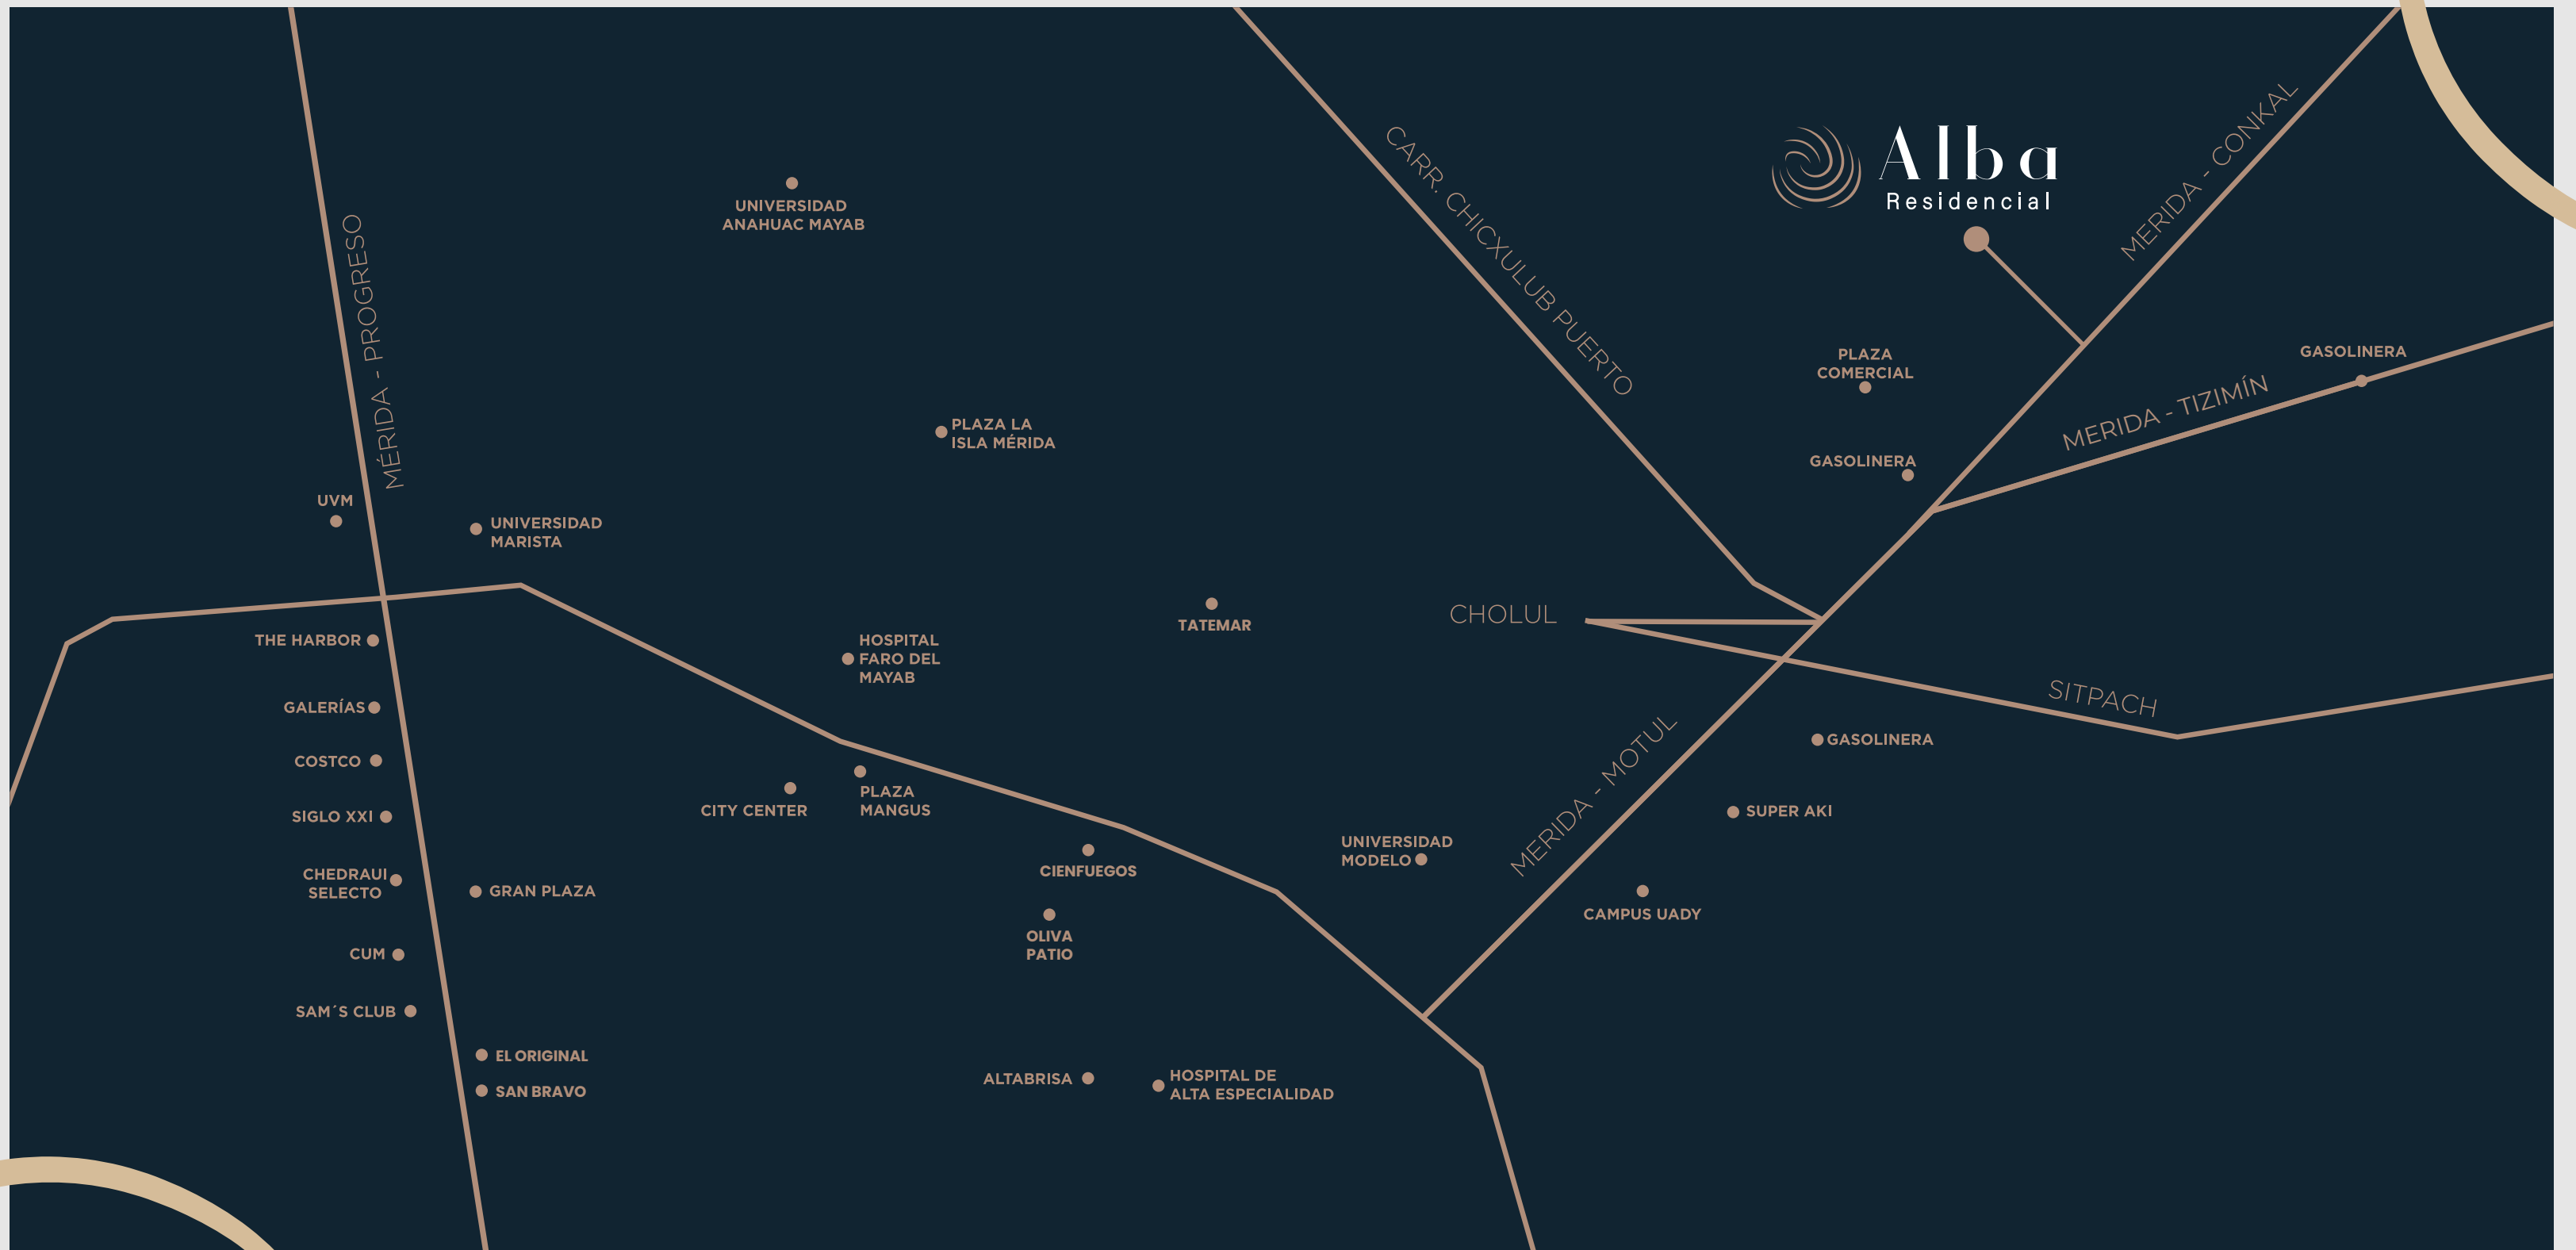 Alba
Residencial
MÉRIDA - PROGRESO
CARR. CHICXULUB PUERTO
MERIDA - CONKAL
UNIVERSIDAD
ANAHUAC MAYAB
PLAZA
COMERCIAL
GASOLINERA
MERIDA - TIZIMÍN
PLAZA LA
ISLA MÉRIDA
GASOLINERA
UVM
UNIVERSIDAD
MARISTA
THE HARBOR
HOSPITAL
FARO DEL
MAYAB
TATEMAR
CHOLUL
SITPACH
GALERÍAS
COSTCO
SIGLO XXI
CHEDRAUI
SELECTO
GRAN PLAZA
CUM
SAM´S CLUB
EL ORIGINAL
SAN BRAVO
CITY CENTER
PLAZA
MANGUS
CIENFUEGOS
OLIVA
PATIO
ALTABRISA
HOSPITAL DE
ALTA ESPECIALIDAD
UNIVERSIDAD
MODELO
MERIDA - MOTUL
GASOLINERA
SUPER AKI
CAMPUS UADY